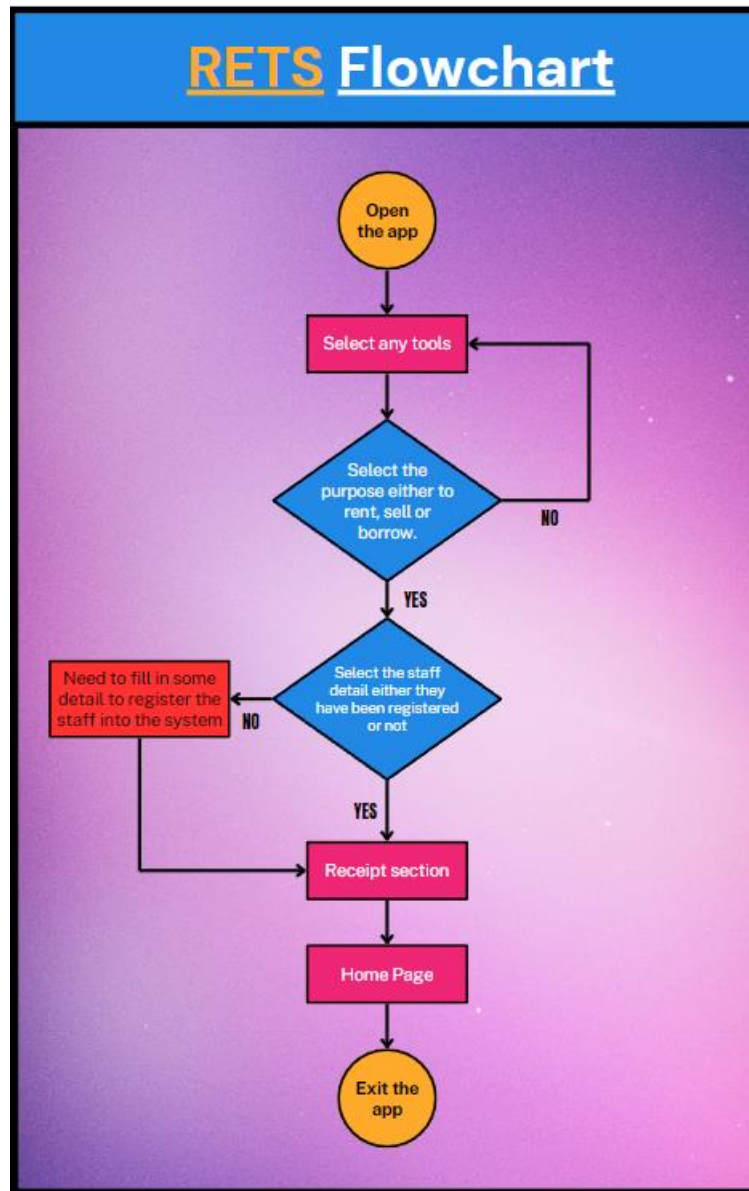 RETS Flowchart
Open
the app
Select any tools
Select the
purpose either to
rent, sell or
borrow.
NO
YES
Select the staff
detail either they
have been registered
or not
Need to fill in some
detail to register the
staff into the system
NO
YES
Receipt section
Home Page
Exit the
app